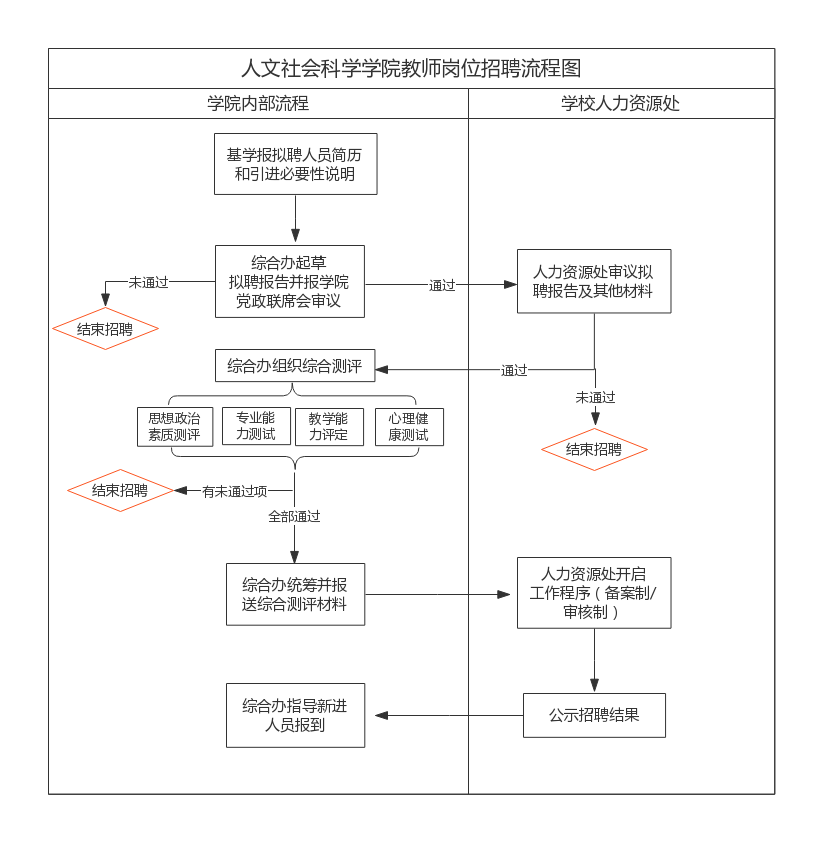 人文社会科学学院教师岗位招聘流程图
学院内部流程
学校人力资源处
基学报拟聘人员简历
和引进必要性说明
综合办起草
拟聘报告并报学院
党政联席会审议
未通过
结束招聘
通过
人力资源处审议拟
聘报告及其他材料
通过
未通过
结束招聘
综合办组织综合测评
思想政治
素质测评
专业能
力测试
教学能
力评定
心理健
康测试
有未通过项
结束招聘
全部通过
综合办统筹并报
送综合测评材料
人力资源处开启
工作程序（备案制/
审核制）
公示招聘结果
综合办指导新进
人员报到